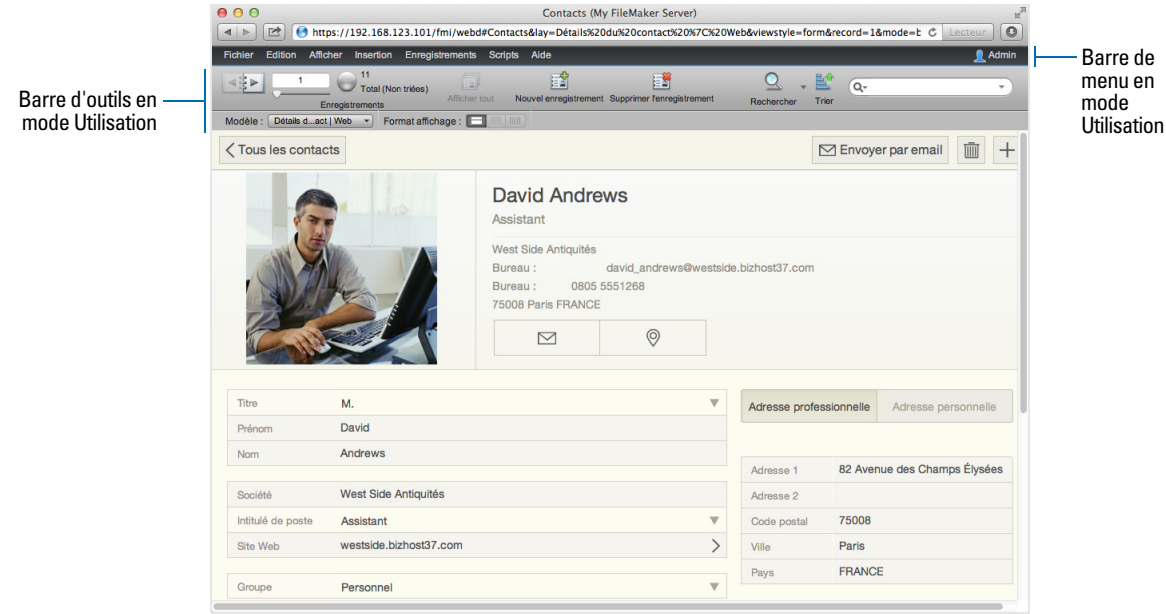 Contacts (My FileMaker Server)
https://192.168.123.101/fmi/webd#Contacts&lay=Détails%20du%20contact%20%7C%20Web&viewstyle=form&record=1&mode=b
Lecteur
Fichier Edition Afficher Insertion Enregistrements Scripts Aide
Admin
Barre de menu en mode Utilisation
Barre d'outils en mode Utilisation
1
11
Total (Non triées)
Enregistrements
Afficher tout
Nouvel enregistrement
Supprimer l'enregistrement
Rechercher
Trier
Modèle : Détails d...act | Web
Format affichage :
Tous les contacts
Envoyer par email
David Andrews
Assistant
West Side Antiquités
Bureau : david_andrews@westside.bizhost37.com
Bureau : 0805 5551268
75008 Paris FRANCE
Titre M.
Prénom David
Nom Andrews
Société West Side Antiquités
Intitulé de poste Assistant
Site Web westside.bizhost37.com
Groupe Personnel
Adresse professionnelle Adresse personnelle
Adresse 1 82 Avenue des Champs Élysées
Adresse 2
Code postal 75008
Ville Paris
Pays FRANCE